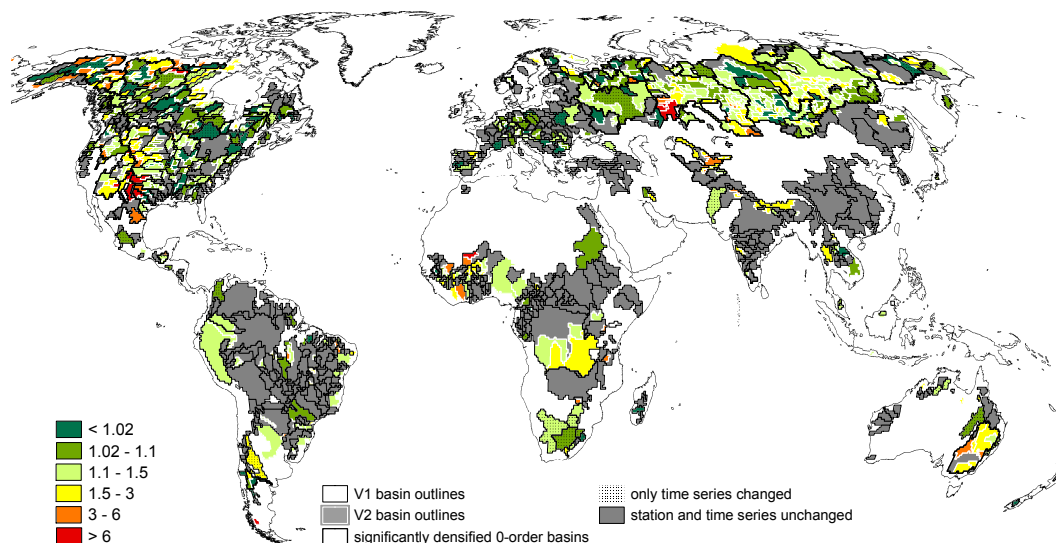 < 1.02
1.02 - 1.1
1.1 - 1.5
1.5 - 3
3 - 6
> 6
V1 basin outlines
V2 basin outlines
significantly densified 0-order basins
only time series changed
station and time series unchanged